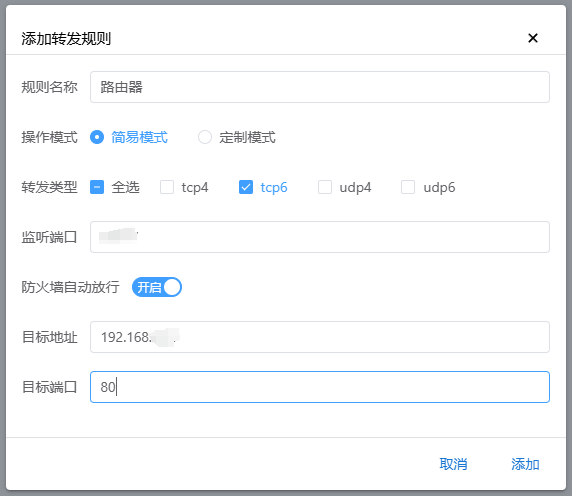 添加转发规则
规则名称 路由器
操作模式 简易模式 定制模式
转发类型 全选 tcp4 tcp6 udp4 udp6
监听端口
防火墙自动放行 开启
目标地址 192.168.
目标端口 80
取消 添加